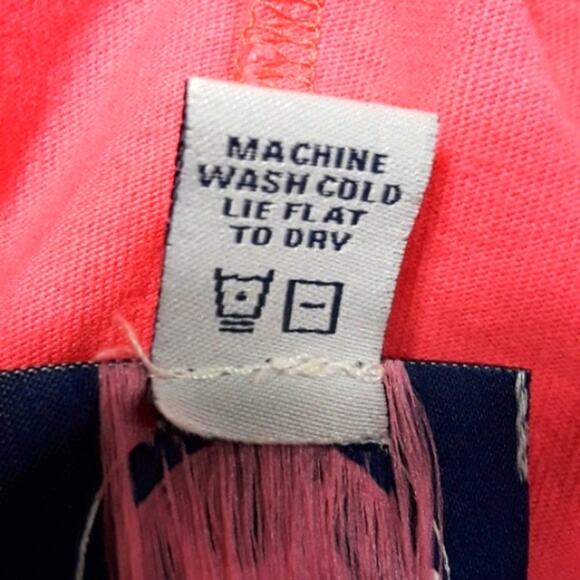 MACHINE
WASH COLD
LIE FLAT
TO DRY